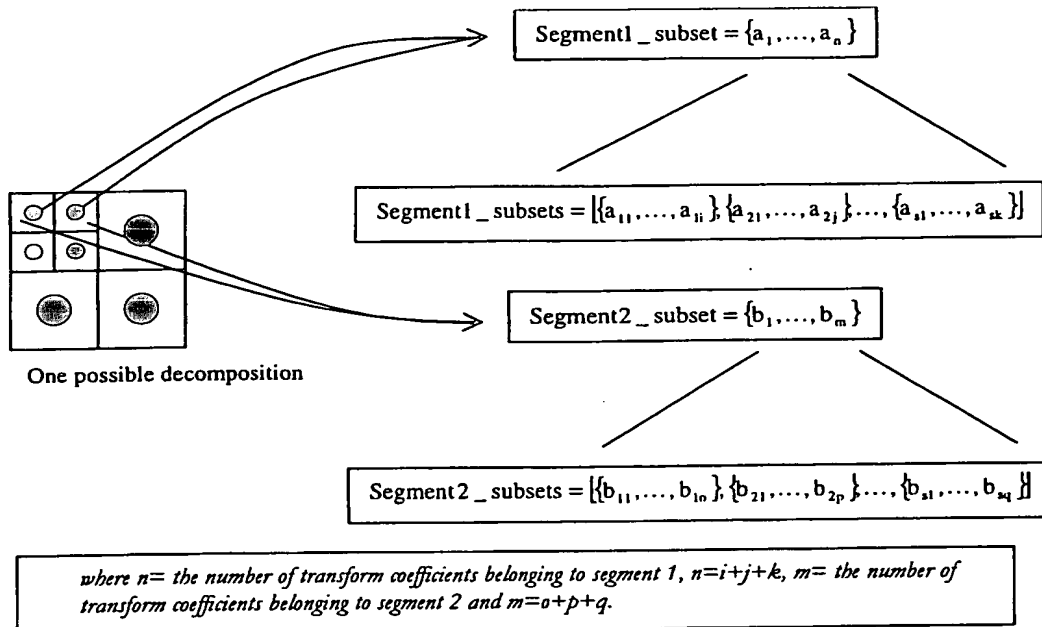 Segment1_subset = {a₁,...,aₙ}
Segment1_subsets = [{a₁₁,...,a₁ᵢ},{a₂₁,...,a₂ⱼ},...,{aₛ₁,...,aₛₖ}]
Segment2_subset = {b₁,...,bₘ}
One possible decomposition
Segment2_subsets = [{b₁₁,...,b₁ₒ},{b₂₁,...,b₂ₚ},...,{bₛ₁,...,b_sq}]
where n= the number of transform coefficients belonging to segment 1, n=i+j+k, m= the number of
transform coefficients belonging to segment 2 and m=o+p+q.